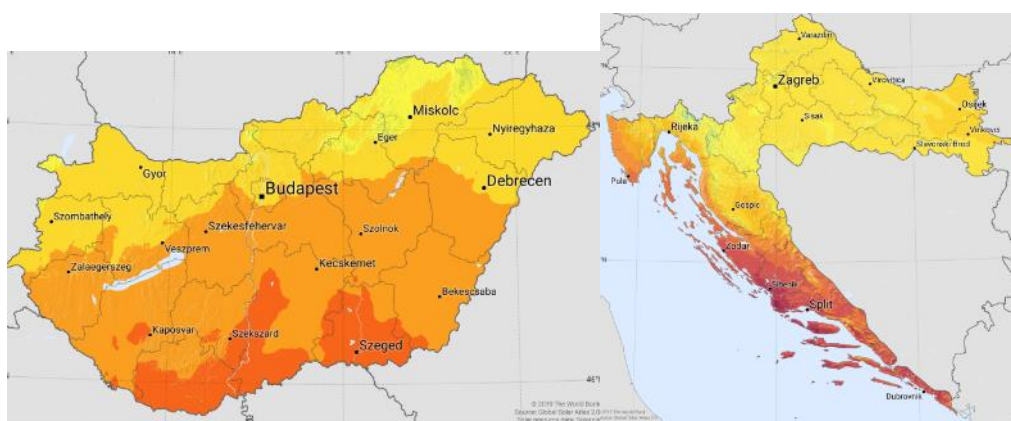 Miskolc
Nyiregyhaza
Eger
Gyor
Budapest
Debrecen
Szombathely
Szekesfehervar
Szolnok
Veszprem
Zalaegerszeg
Kecskemet
Bekescsaba
Kaposvar
Szekszard
Szeged
46°
© 2019 The World Bank
Source: Global Solar Atlas 2.0
Varazdin
Zagreb
Virovitica
Osijek
Sisak
Vinkovci
Slavonski Brod
Rijeka
Pula
Gospic
Zadar
Sibenik
Split
Dubrovnik